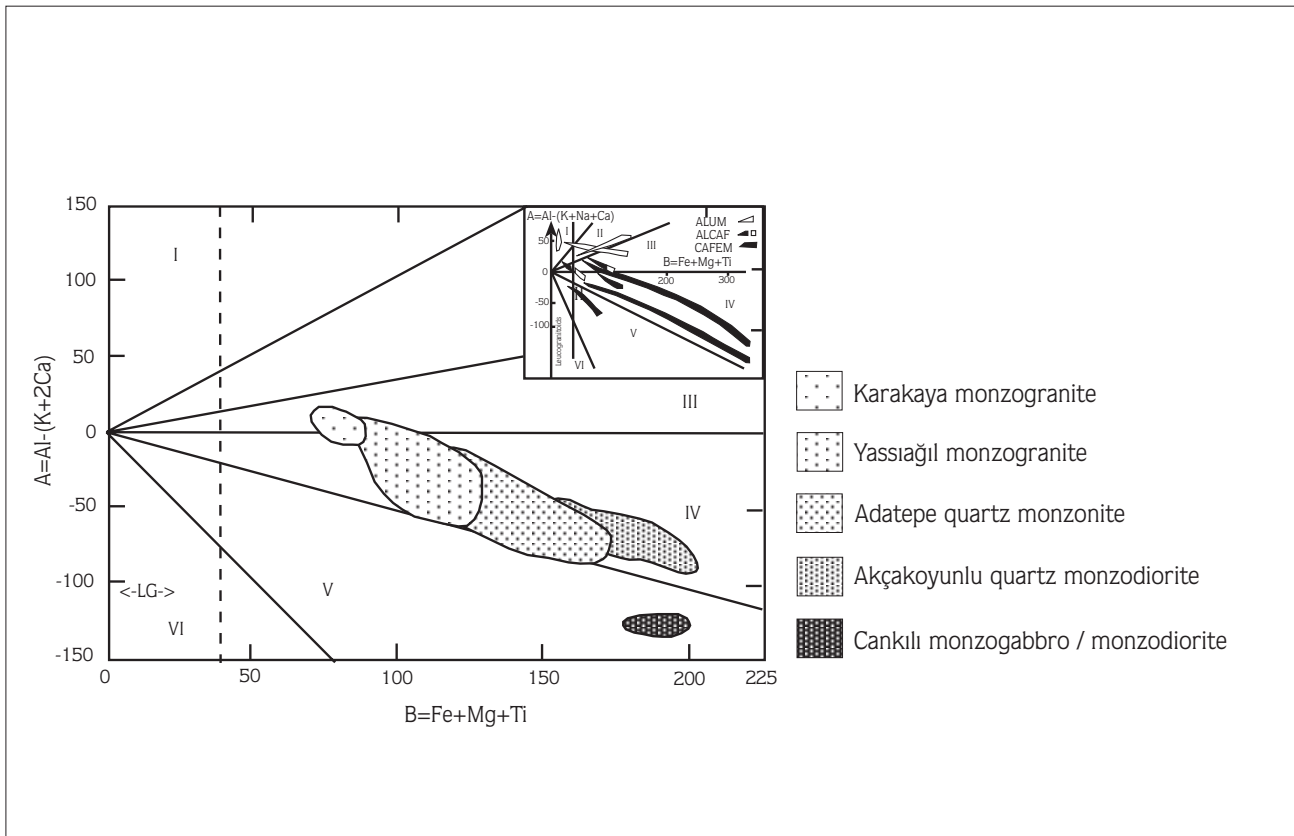 150
100
50
0
-50
-100
-150
A=Al-(K+2Ca)
I
III
IV
V
VI
<-LG->
0
50
100
150
200
225
B=Fe+Mg+Ti
A=Al-(K+Na+Ca)
I
II
III
ALUM
ALCAF
CAFEM
B=Fe+Mg+Ti
50
0
-50
-100
200
300
IV
V
VI
Leucogranitoids
Karakaya monzogranite
Yassıağıl monzogranite
Adatepe quartz monzonite
Akçakoyunlu quartz monzodiorite
Cankılı monzogabbro / monzodiorite